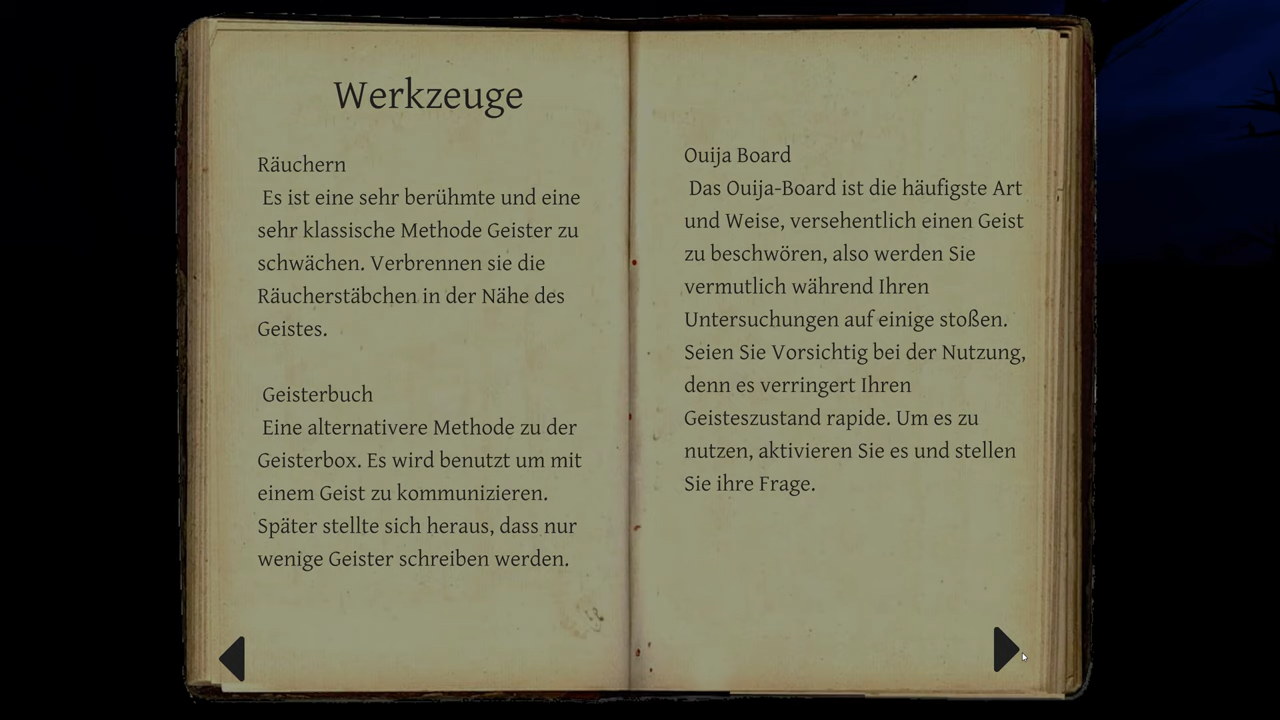 Werkzeuge
Räuchern
Es ist eine sehr berühmte und eine
sehr klassische Methode Geister zu
schwächen. Verbrennen sie die
Räucherstäbchen in der Nähe des
Geistes.
Geisterbuch
Eine alternativere Methode zu der
Geisterbox. Es wird benutzt um mit
einem Geist zu kommunizieren.
Später stellte sich heraus, dass nur
wenige Geister schreiben werden.
Ouija Board
Das Ouija-Board ist die häufigste Art
und Weise, versehentlich einen Geist
zu beschwören, also werden Sie
vermutlich während Ihren
Untersuchungen auf einige stoßen.
Seien Sie Vorsichtig bei der Nutzung,
denn es verringert Ihren
Geisteszustand rapide. Um es zu
nutzen, aktivieren Sie es und stellen
Sie ihre Frage.